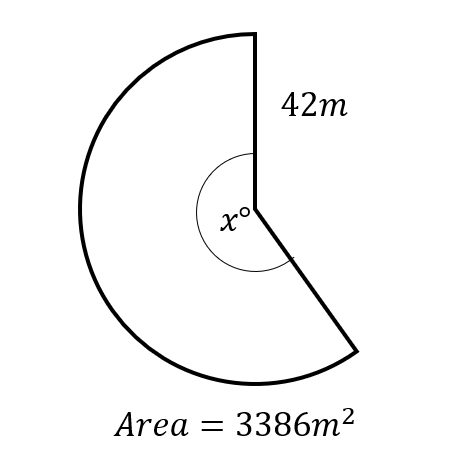 42m
x°
Area = 3386m²